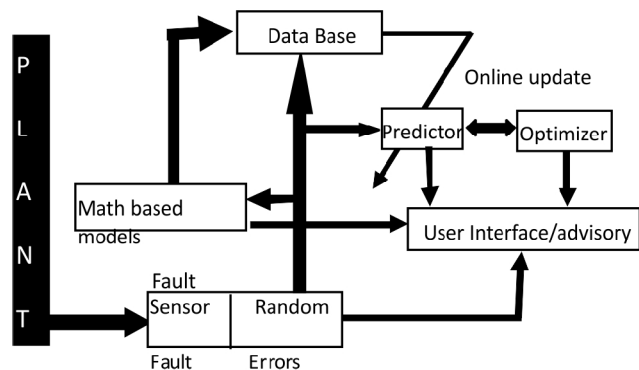 P
L
A
N
T
Data Base
Online update
Predictor
Optimizer
Math based
models
User Interface/advisory
Fault
Sensor
Random
Fault
Errors